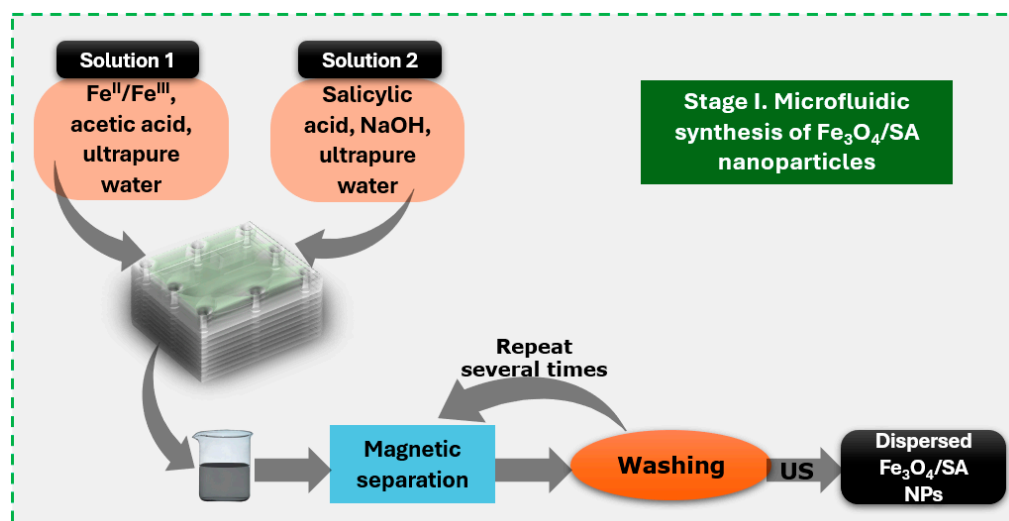 Solution 1
Fe^II/Fe^III,
acetic acid,
ultrapure
water
Solution 2
Salicylic
acid, NaOH,
ultrapure
water
Stage I. Microfluidic
synthesis of Fe₃O₄/SA
nanoparticles
Repeat
several times
Magnetic
separation
Washing
US
Dispersed
Fe₃O₄/SA
NPs